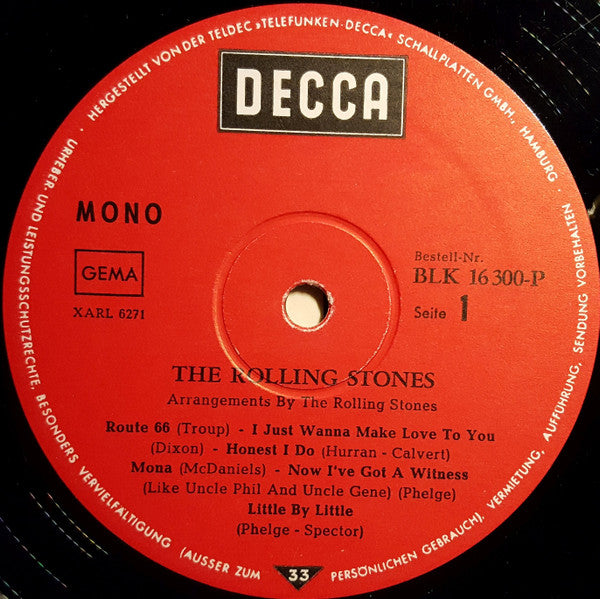 · HERGESTELLT VON DER TELDEC »TELEFUNKEN-DECCA« SCHALLPLATTEN GMBH., HAMBURG ·
DECCA
MONO
GEMA
XARL 6271
Bestell-Nr.
BLK 16 300-P
Seite 1
THE ROLLING STONES
Arrangements By The Rolling Stones
Route 66 (Troup) - I Just Wanna Make Love To You
(Dixon) - Honest I Do (Hurran - Calvert)
Mona (McDaniels) - Now I've Got A Witness
(Like Uncle Phil And Uncle Gene) (Phelge)
Little By Little
(Phelge - Spector)
33
URHEBER- UND LEISTUNGSSCHUTZRECHTE, BESONDERS VERVIELFÄLTIGUNG (AUSSER ZUM PERSÖNLICHEN GEBRAUCH), VERMIETUNG, AUFFÜHRUNG, SENDUNG VORBEHALTEN